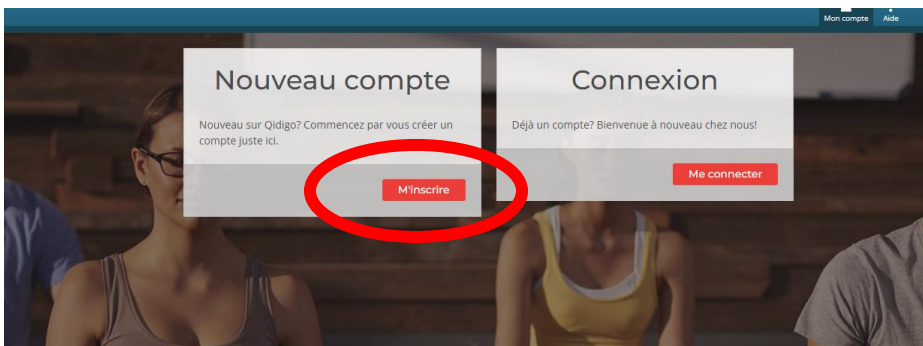 Mon compte Aide
Nouveau compte
Nouveau sur Qidigo? Commencez par vous créer un
compte juste ici.
M'inscrire
Connexion
Déjà un compte? Bienvenue à nouveau chez nous!
Me connecter